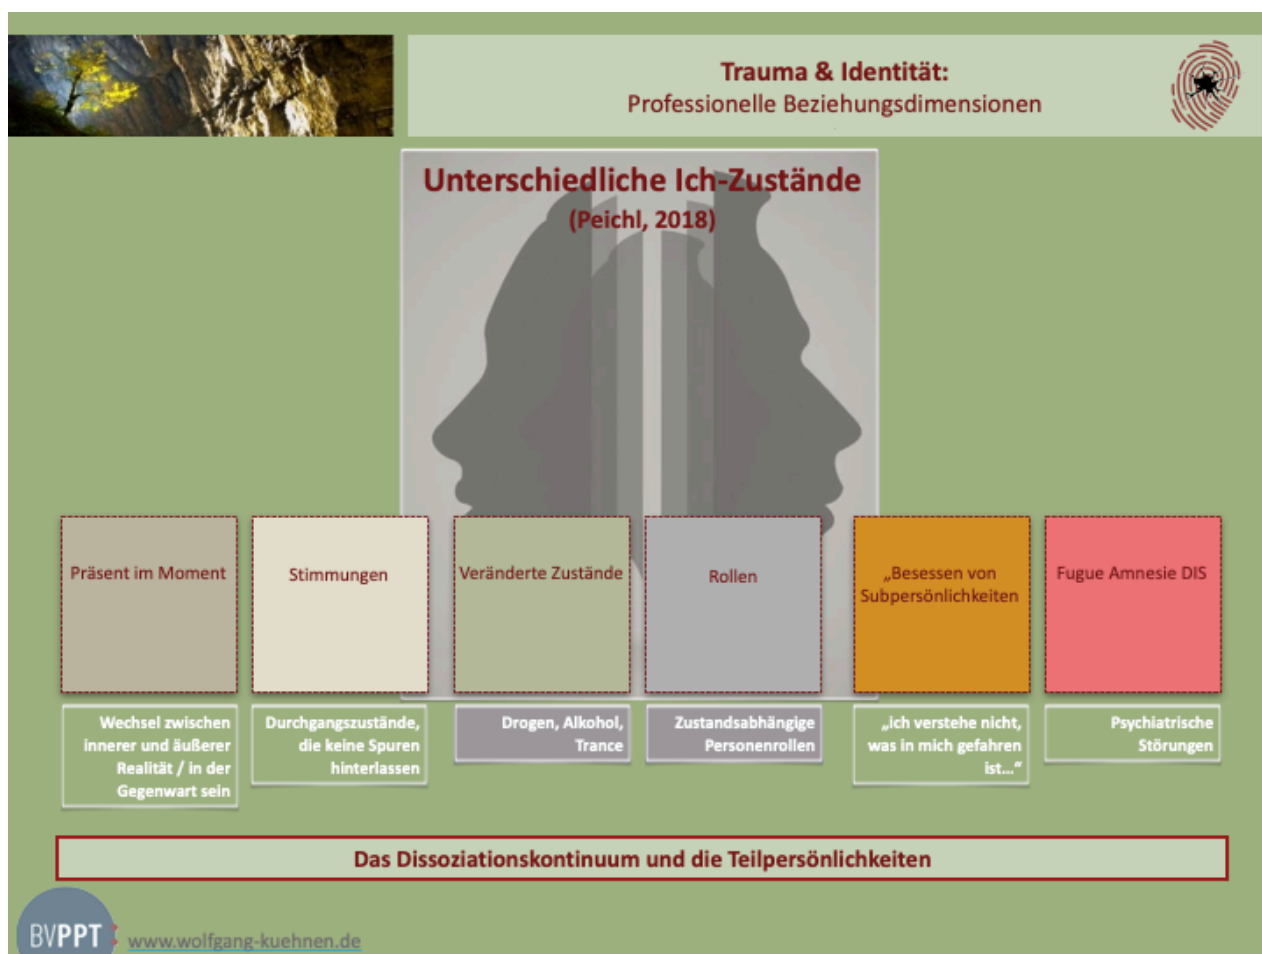 Trauma & Identität:
Professionelle Beziehungsdimensionen
Unterschiedliche Ich-Zustände
(Peichl, 2018)
Präsent im Moment
Stimmungen
Veränderte Zustände
Rollen
„Besessen von
Subpersönlichkeiten
Fugue Amnesie DIS
Wechsel zwischen
innerer und äußerer
Realität / in der
Gegenwart sein
Durchgangszustände,
die keine Spuren
hinterlassen
Drogen, Alkohol,
Trance
Zustandsabhängige
Personenrollen
„ich verstehe nicht,
was in mich gefahren
ist...“
Psychiatrische
Störungen
Das Dissoziationskontinuum und die Teilpersönlichkeiten
BVPPT
www.wolfgang-kuehnen.de